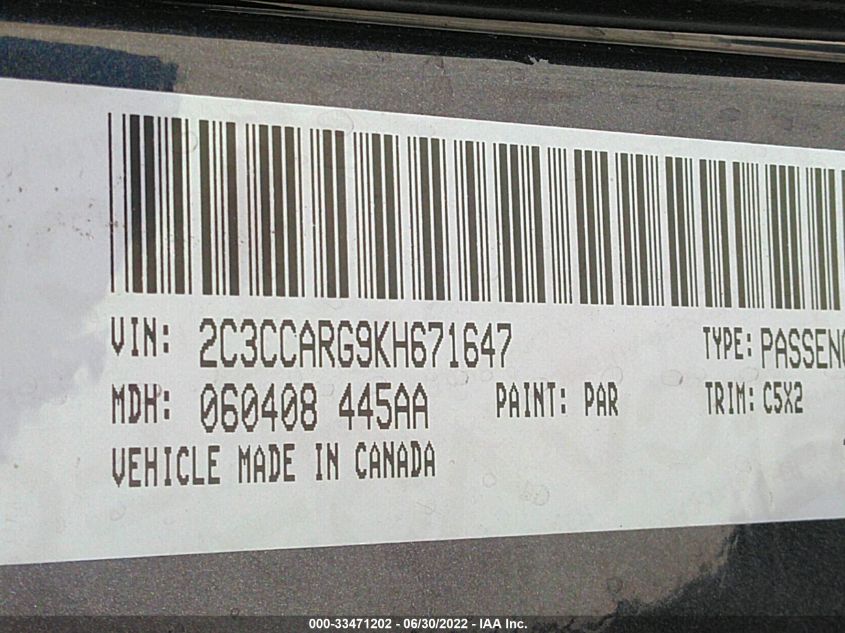 VIN: 2C3CCARG9KH671647 TYPE: PASSENG
MDH: 060408 445AA PAINT: PAR TRIM: C5X2
VEHICLE MADE IN CANADA
000-33471202 - 06/30/2022 - IAA Inc.